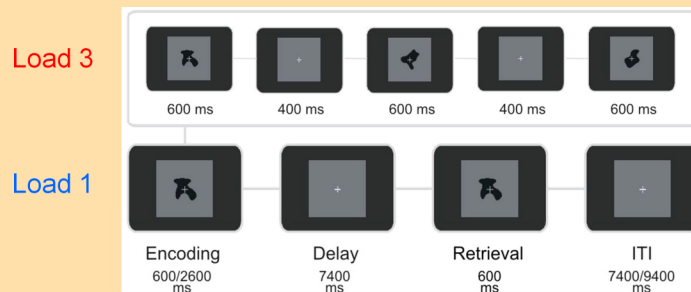 Load 3
600 ms 400 ms 600 ms 400 ms 600 ms
Load 1
Encoding Delay Retrieval ITI
600/2600 7400 600 7400/9400
ms ms ms ms